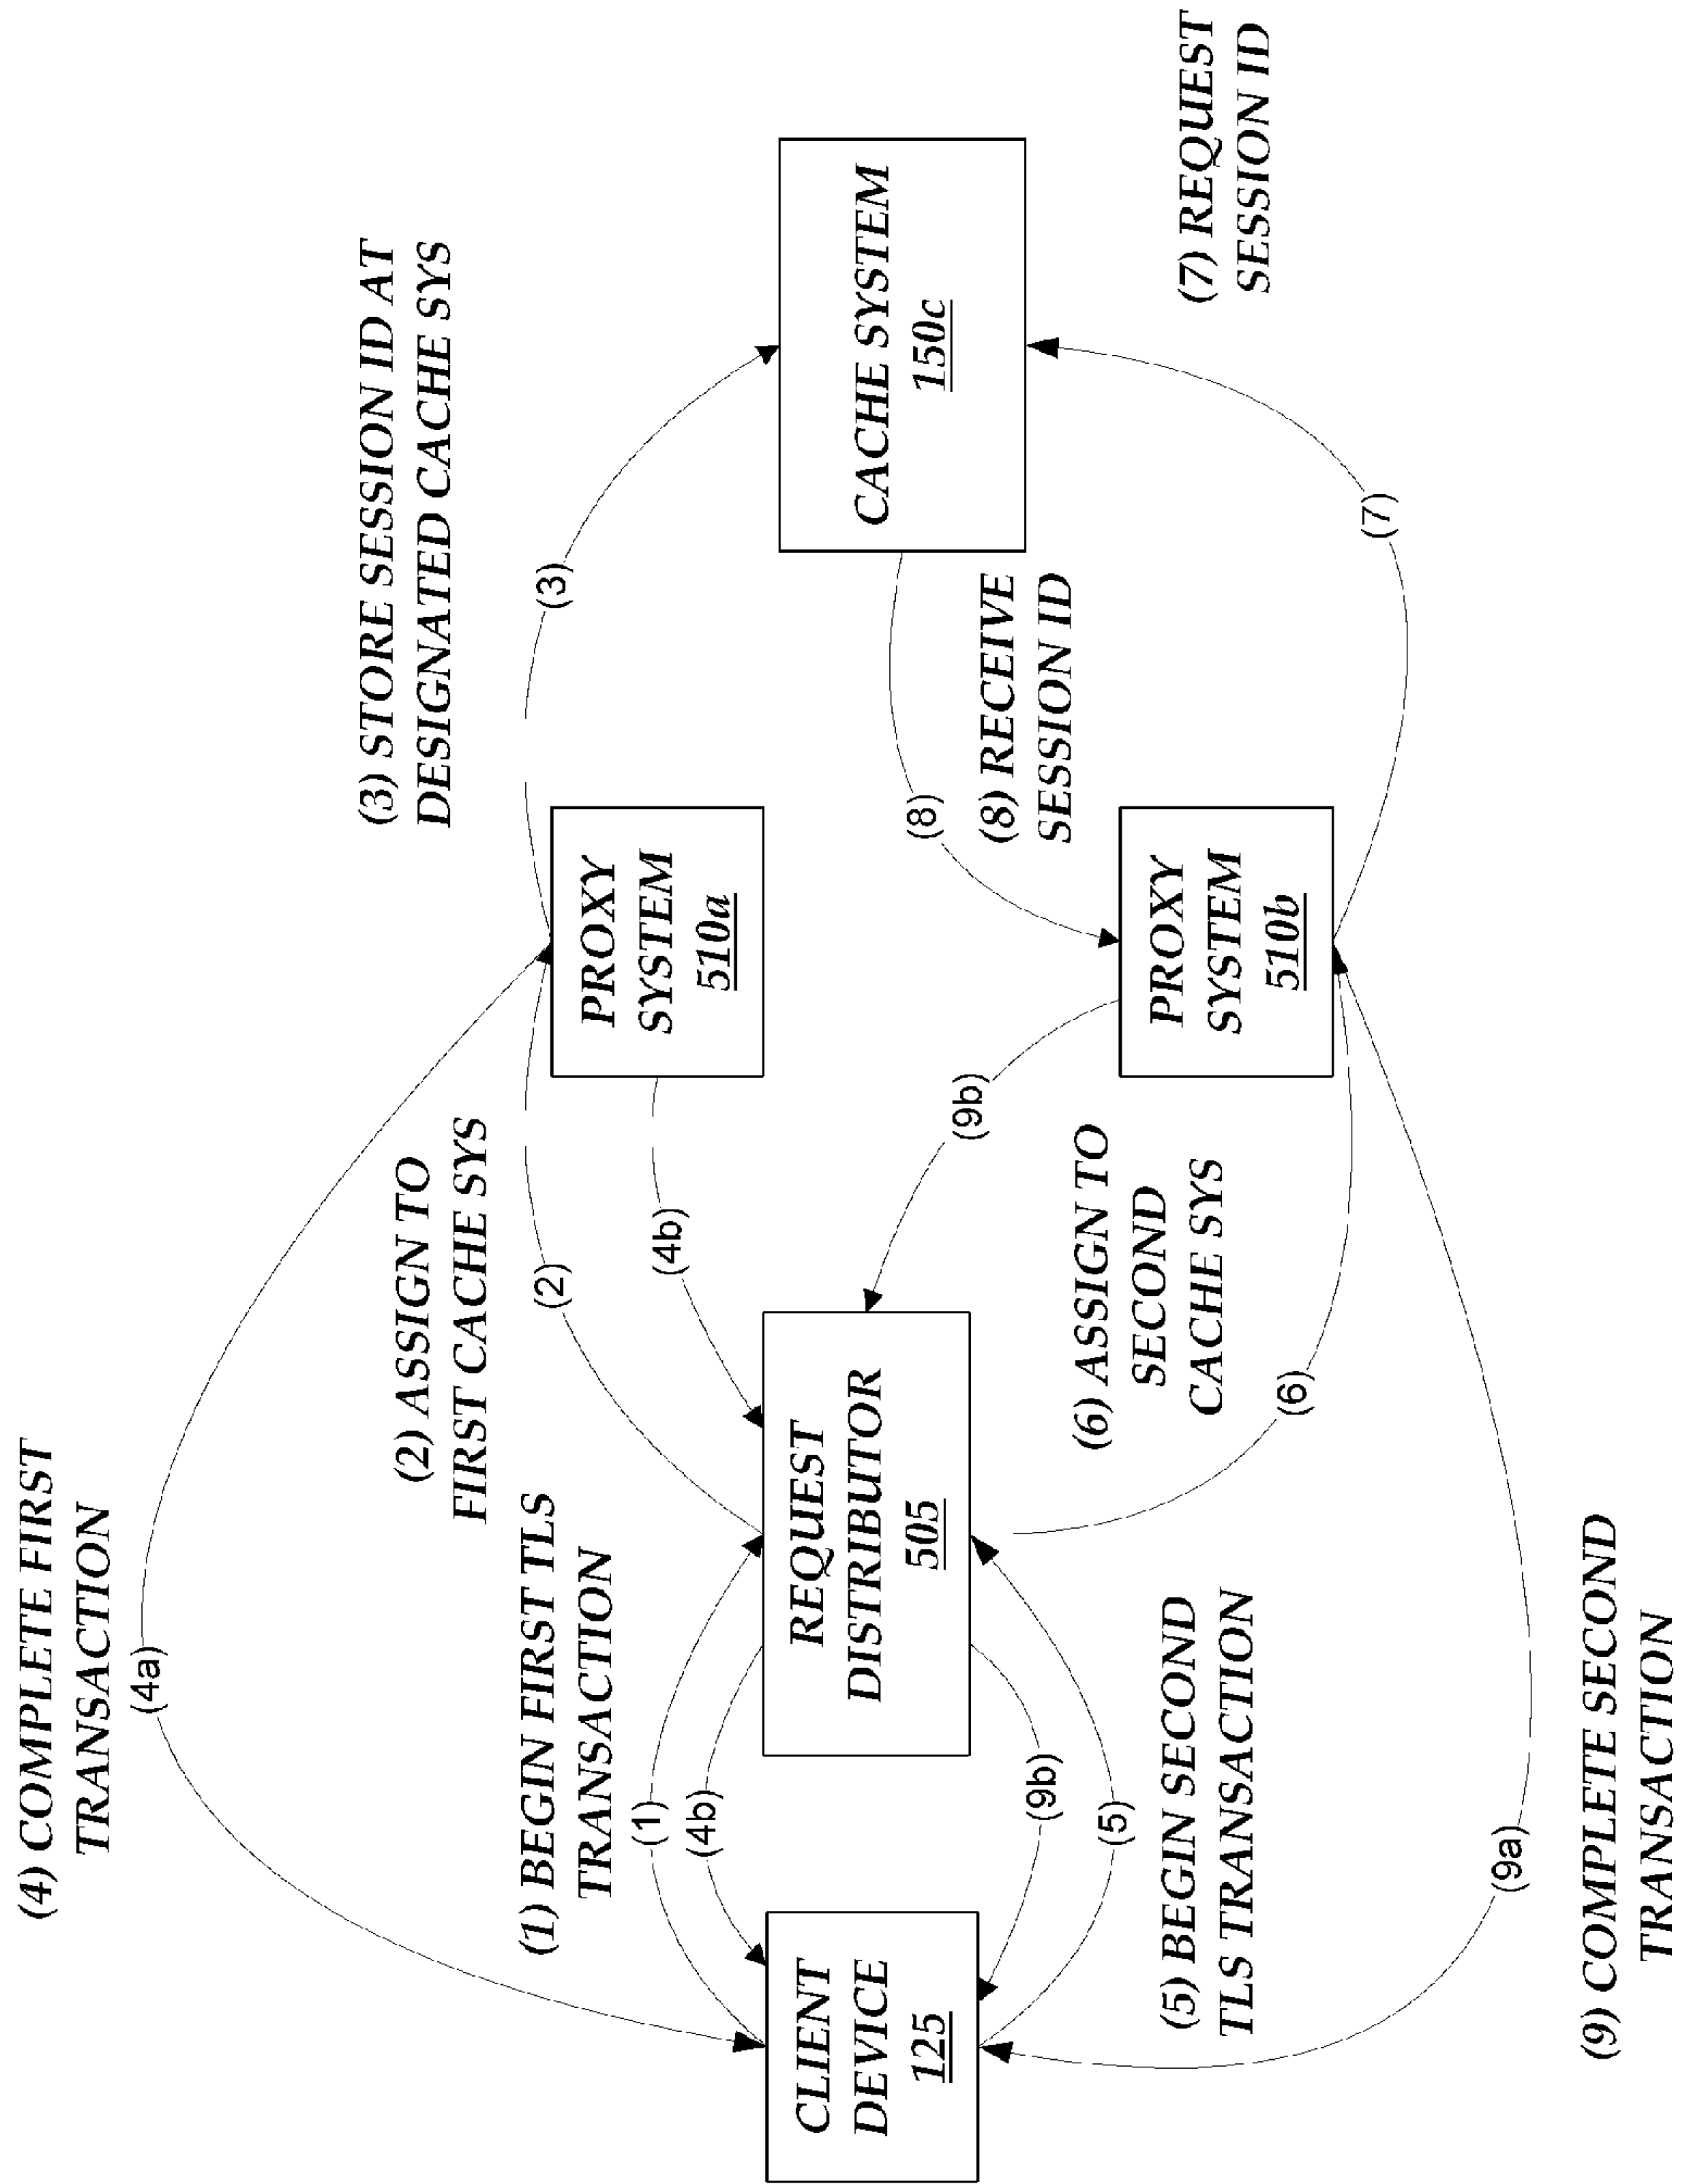 (4) COMPLETE FIRST
TRANSACTION
(4a)
(3) STORE SESSION ID AT
DESIGNATED CACHE SYS
(2) ASSIGN TO
FIRST CACHE SYS
(1) BEGIN FIRST TLS
TRANSACTION
(3)
(2)
(1)
(4b)
(4b)
PROXY
SYSTEM
510a
CLIENT
DEVICE
125
REQUEST
DISTRIBUTOR
505
CACHE SYSTEM
150c
(8)
(8) RECEIVE
SESSION ID
(9b)
(9b)
(5)
(6) ASSIGN TO
SECOND
CACHE SYS
(5) BEGIN SECOND
TLS TRANSACTION
PROXY
SYSTEM
510b
(7) REQUEST
SESSION ID
(6)
(7)
(9a)
(9) COMPLETE SECOND
TRANSACTION